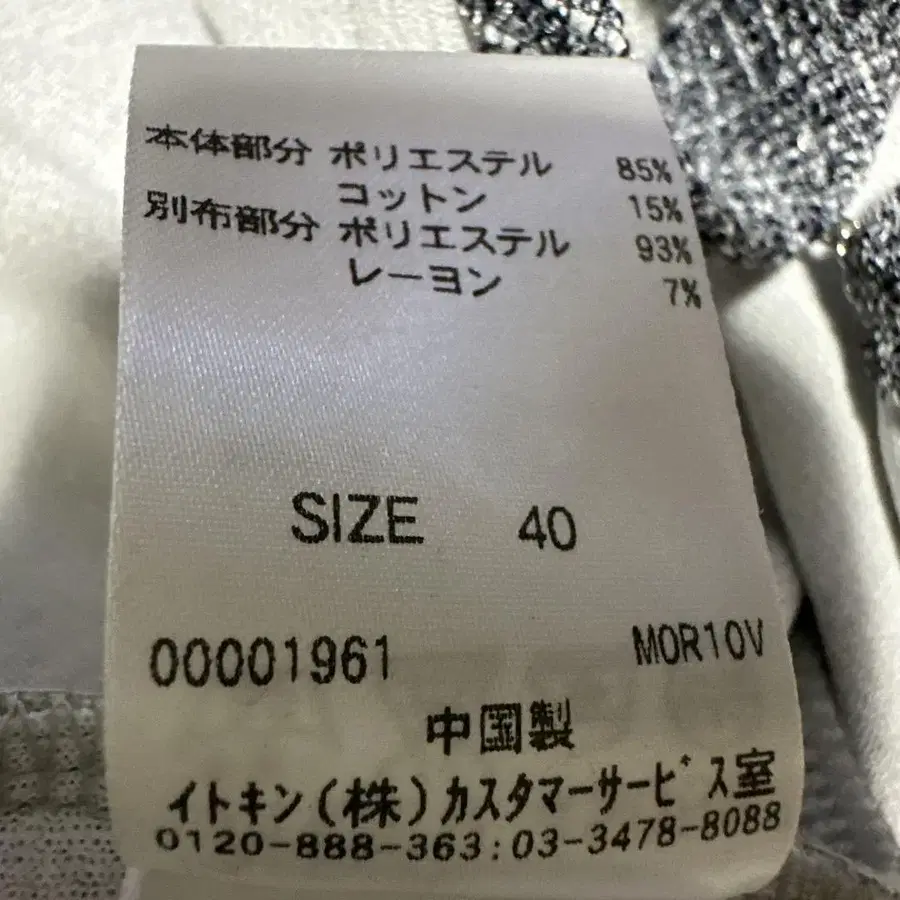 本体部分 ポリエステル 85%
コットン 15%
別布部分 ポリエステル 93%
レーヨン 7%
SIZE 40
00001961 MOR10V
中国製
イトキン(株)カスタマーサービス室
0120-888-363:03-3478-8088